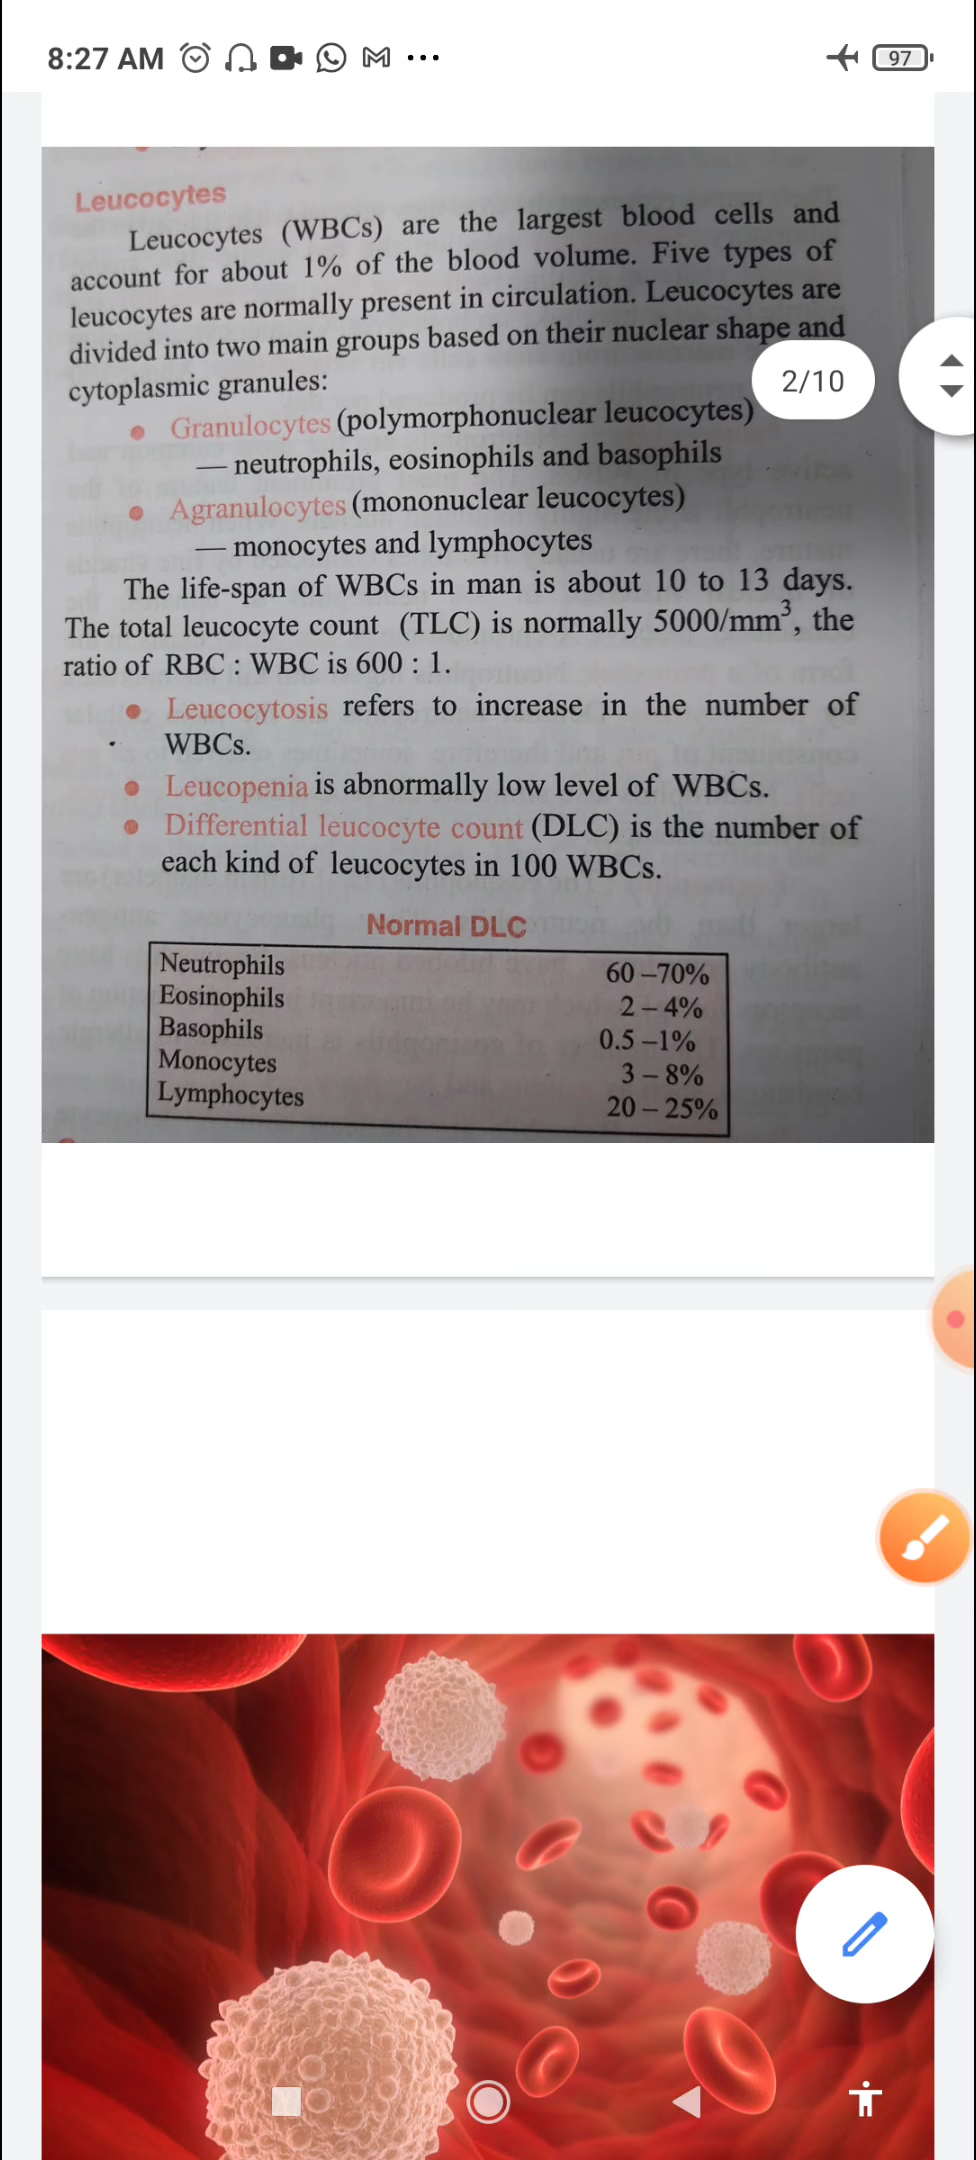 8:27 AM
97
Leucocytes
Leucocytes (WBCs) are the largest blood cells and
account for about 1% of the blood volume. Five types of
leucocytes are normally present in circulation. Leucocytes are
divided into two main groups based on their nuclear shape and
cytoplasmic granules:
2/10
• Granulocytes (polymorphonuclear leucocytes)
— neutrophils, eosinophils and basophils
• Agranulocytes (mononuclear leucocytes)
— monocytes and lymphocytes
The life-span of WBCs in man is about 10 to 13 days.
The total leucocyte count (TLC) is normally 5000/mm³, the
ratio of RBC : WBC is 600 : 1.
• Leucocytosis refers to increase in the number of
WBCs.
• Leucopenia is abnormally low level of WBCs.
• Differential leucocyte count (DLC) is the number of
each kind of leucocytes in 100 WBCs.
Normal DLC
Neutrophils 60 – 70%
Eosinophils 2 – 4%
Basophils 0.5 – 1%
Monocytes 3 – 8%
Lymphocytes 20 – 25%